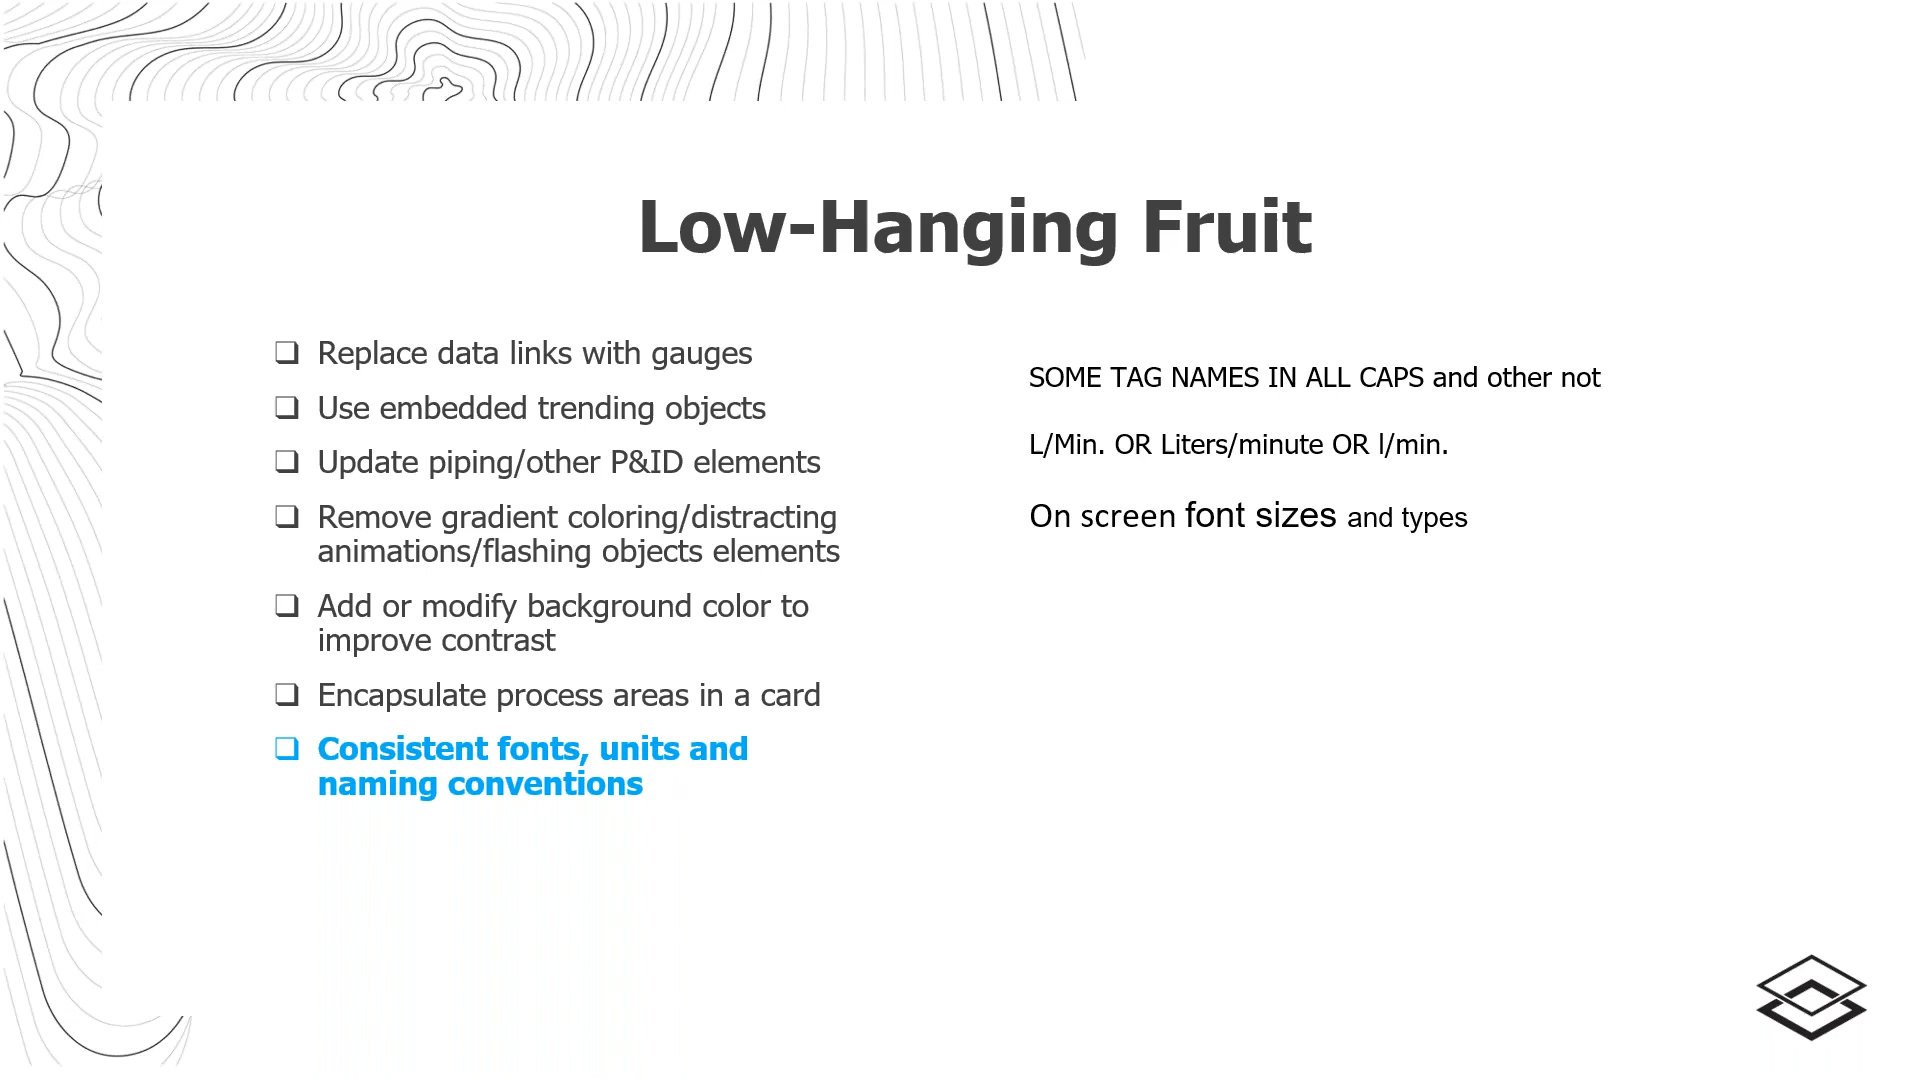 Low-Hanging Fruit
❑ Replace data links with gauges
❑ Use embedded trending objects
❑ Update piping/other P&ID elements
❑ Remove gradient coloring/distracting
animations/flashing objects elements
❑ Add or modify background color to
improve contrast
❑ Encapsulate process areas in a card
❑ Consistent fonts, units and
naming conventions
SOME TAG NAMES IN ALL CAPS and other not
L/Min. OR Liters/minute OR l/min.
On screen font sizes and types